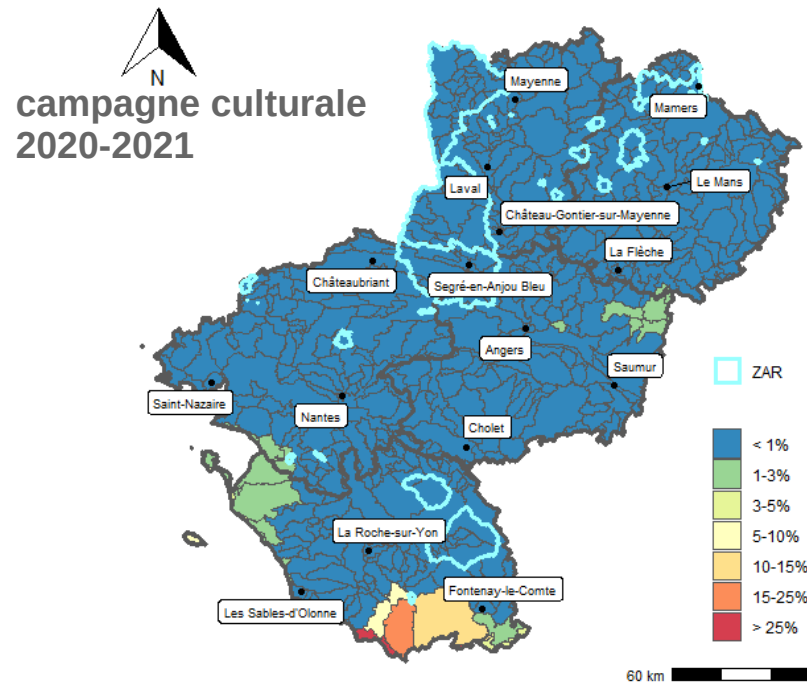 N
campagne culturale
2020-2021
Mayenne
Mamers
Laval
Le Mans
Château-Gontier-sur-Mayenne
La Flèche
Châteaubriant
Segré-en-Anjou Bleu
Angers
Saumur
ZAR
Saint-Nazaire
Nantes
Cholet
< 1%
1-3%
3-5%
5-10%
10-15%
15-25%
> 25%
La Roche-sur-Yon
Les Sables-d'Olonne
Fontenay-le-Comte
60 km